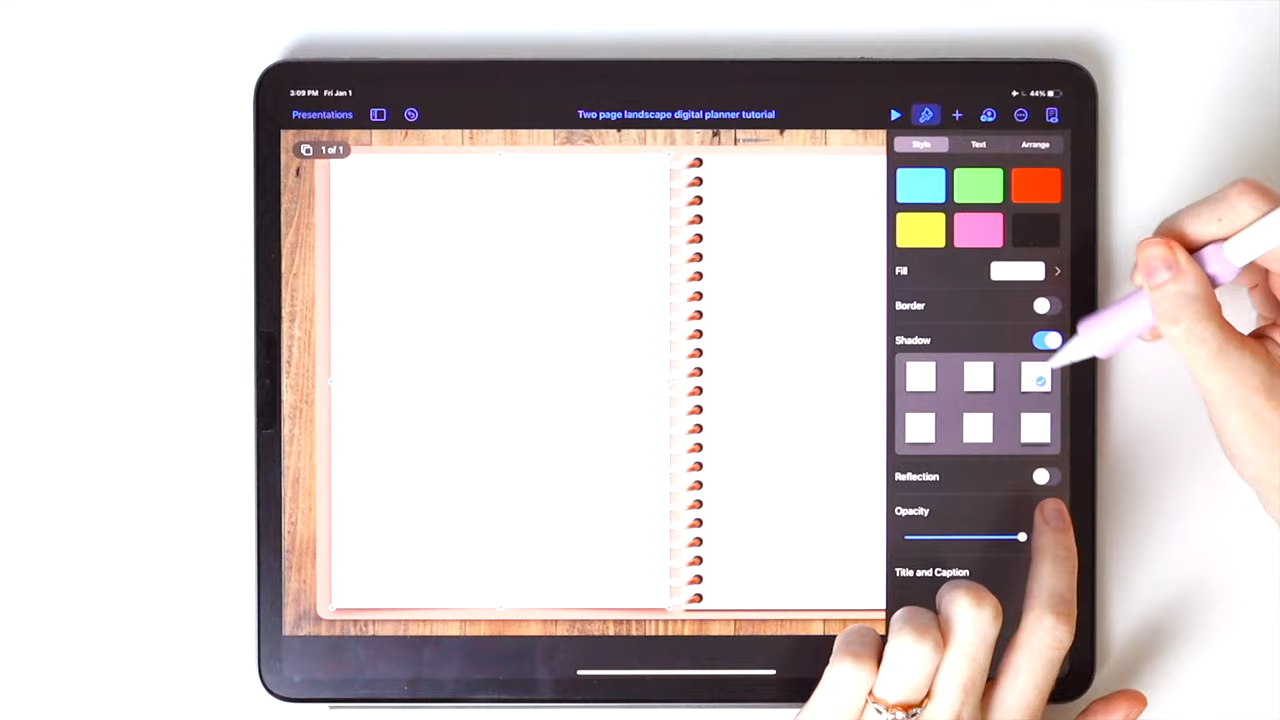 3:09 PM Fri Jan 1
44%
Presentations
Two page landscape digital planner tutorial
1 of 1
Style Text Arrange
Fill
Border
Shadow
Reflection
Opacity
Title and Caption